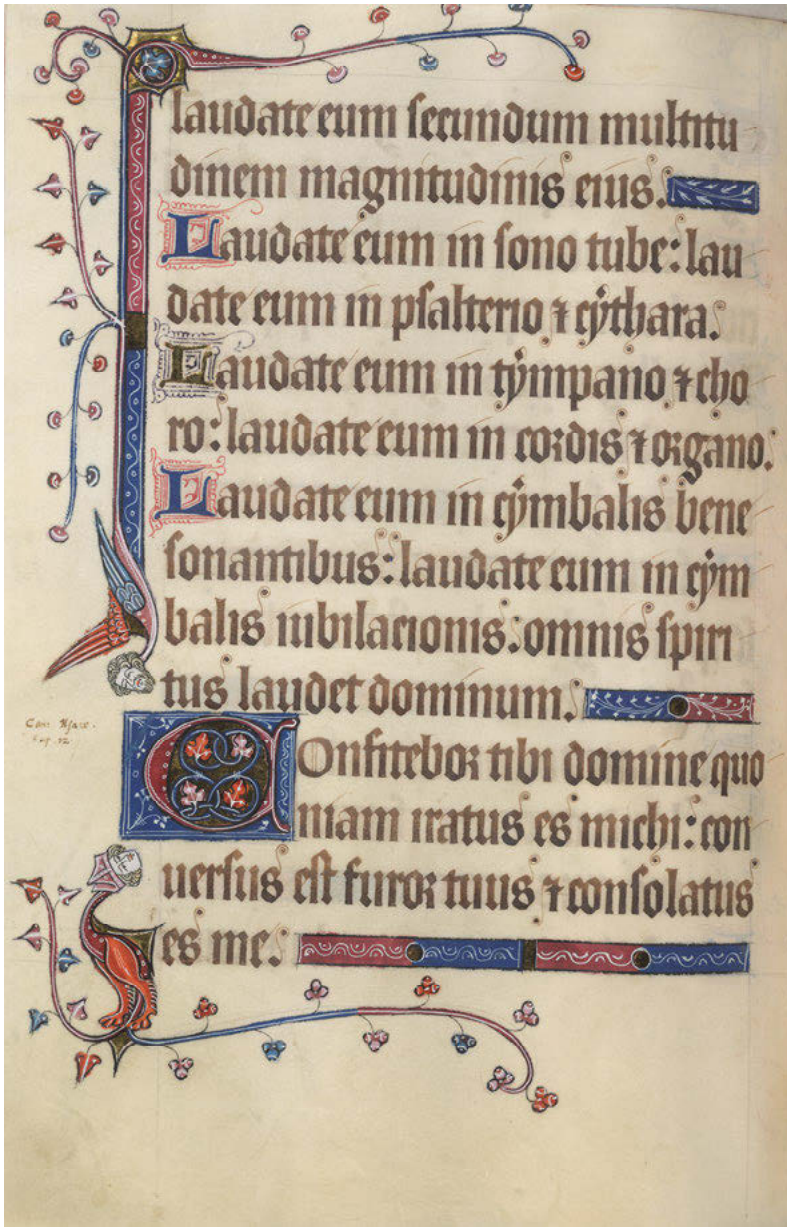 laudate eum secundum multitu
dinem magnitudinis eius.
Laudate eum in sono tube: lau
date eum in psalterio ⁊ cythara.
Laudate eum in tympano ⁊ cho
ro: laudate eum in cordis ⁊ organo.
Laudate eum in cymbalis bene
sonantibus: laudate eum in cym
balis iubilacionis: omnis spiri
tus laudet dominum.
Confitebor tibi domine quo
niam iratus es michi: con
uersus est furor tuus ⁊ consolatus
es me.